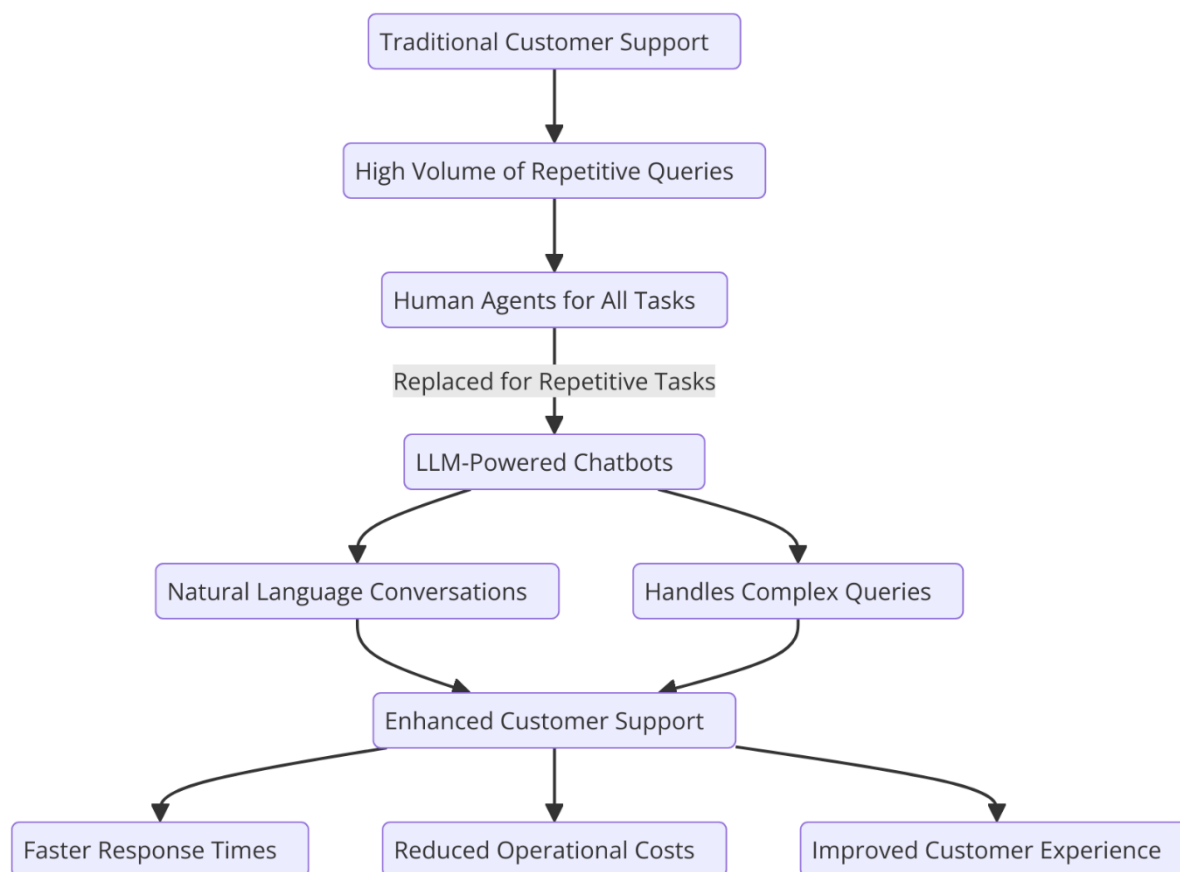 Traditional Customer Support
High Volume of Repetitive Queries
Human Agents for All Tasks
Replaced for Repetitive Tasks
LLM-Powered Chatbots
Natural Language Conversations
Handles Complex Queries
Enhanced Customer Support
Faster Response Times
Reduced Operational Costs
Improved Customer Experience